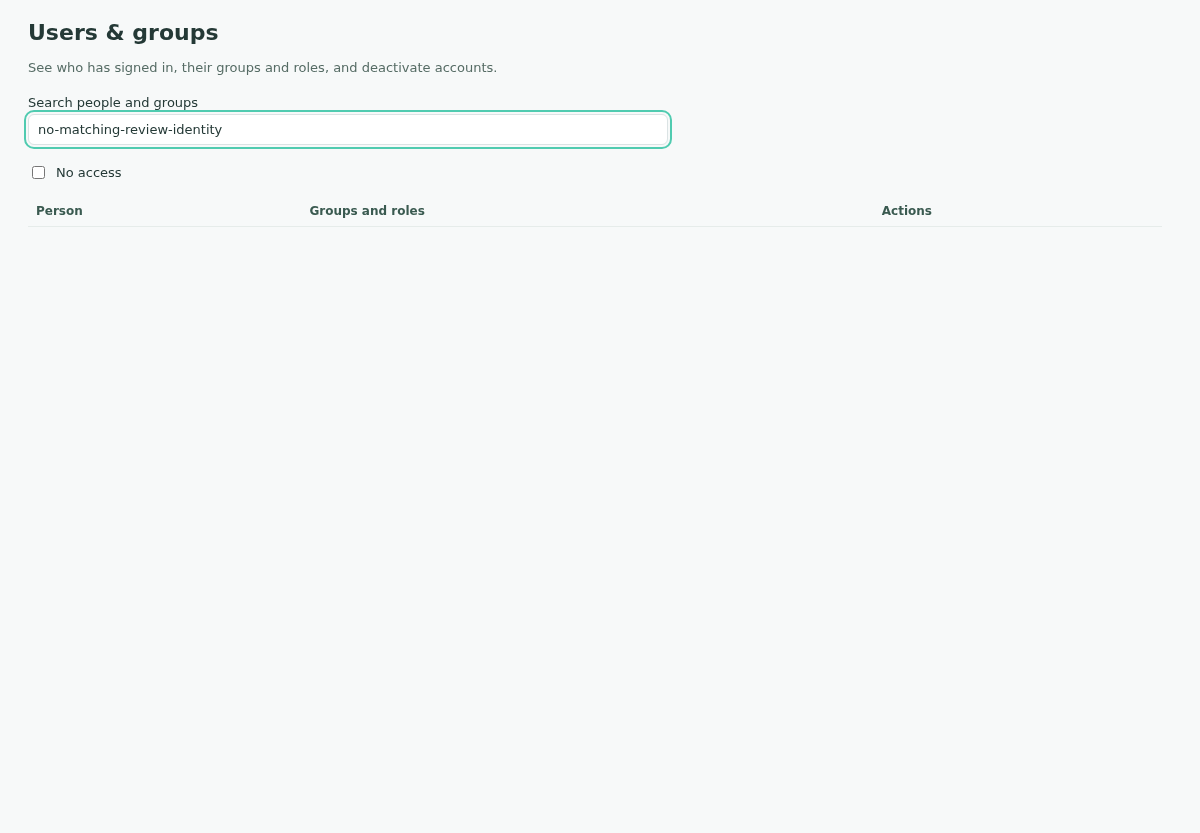 Users & groups
See who has signed in, their groups and roles, and deactivate accounts.
Search people and groups
no-matching-review-identity
No access
Person Groups and roles Actions